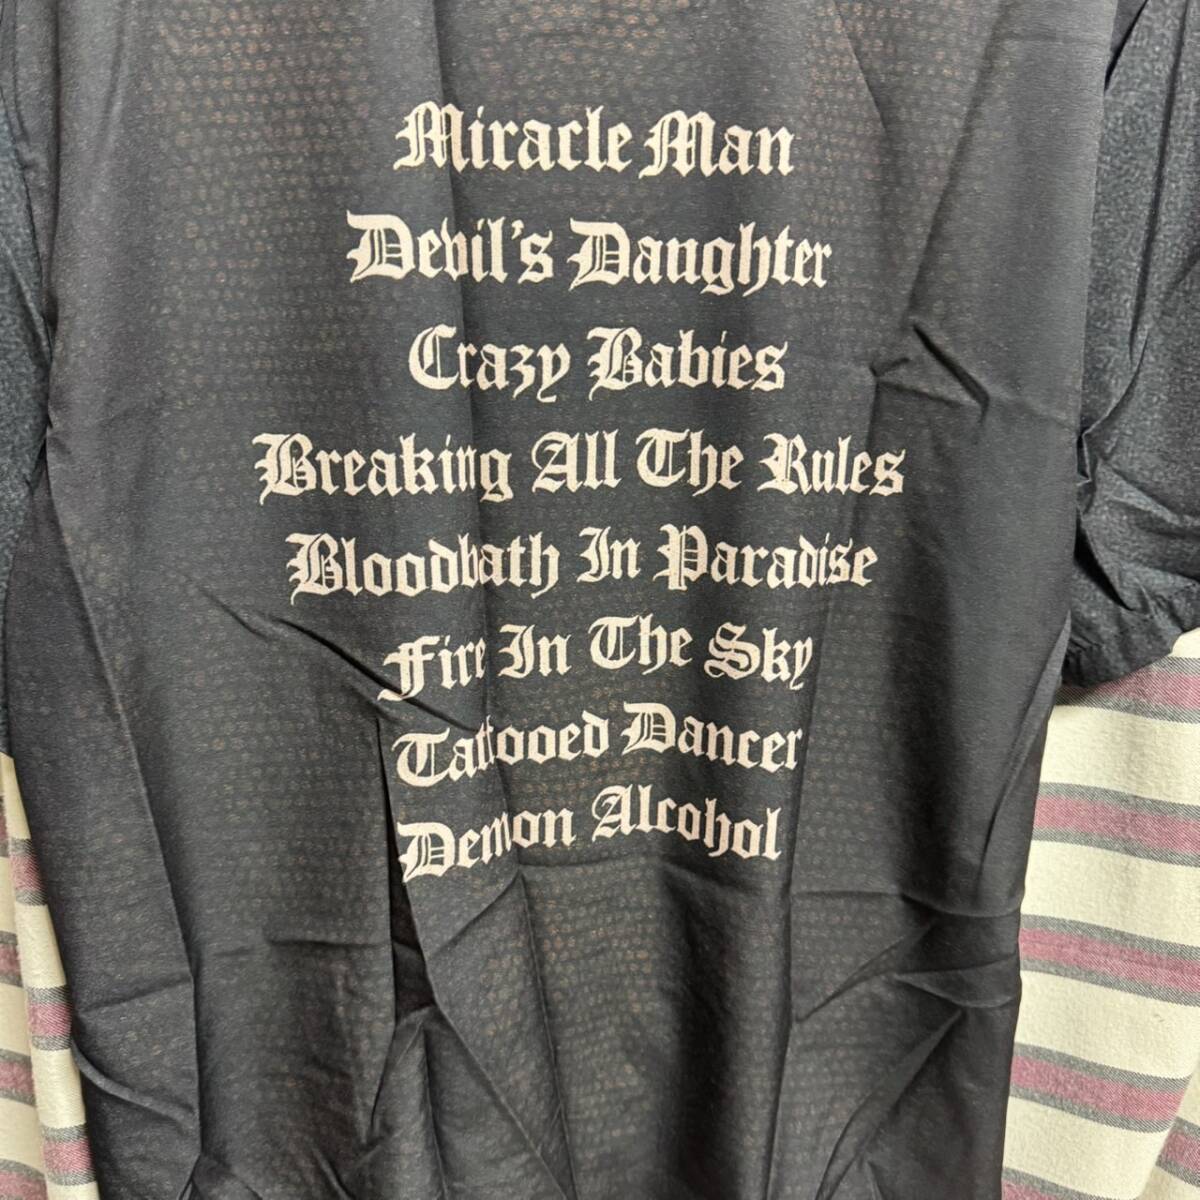 Miracle Man
Devil's Daughter
Crazy Babies
Breaking All The Rules
Bloodbath In Paradise
Fire In The Sky
Tattooed Dancer
Demon Alcohol